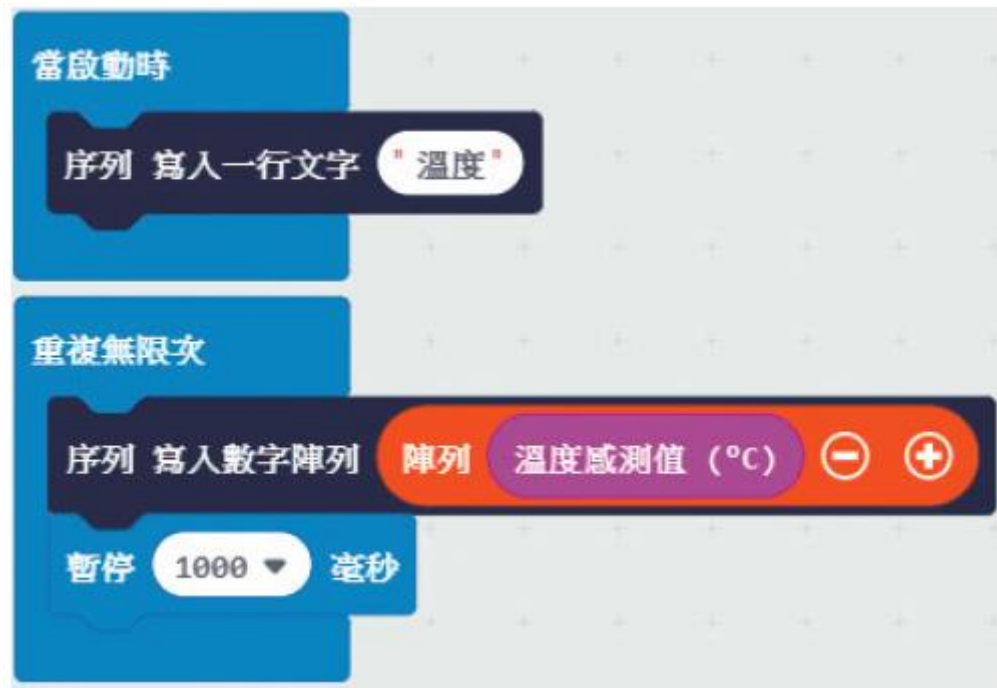 當啟動時
序列 寫入一行文字 "溫度"
重複無限次
序列 寫入數字陣列 陣列 溫度感測值 (°C) ⊖ ⊕
暫停 1000 ▼ 毫秒